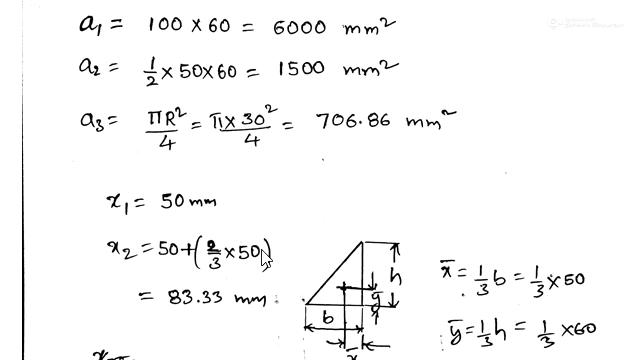 a₁ = 100 × 60 = 6000 mm²
a₂ = 1/2 × 50 × 60 = 1500 mm²
a₃ = πR²/4 = π × 30²/4 = 706.86 mm²
x₁ = 50 mm
x₂ = 50 + (2/3 × 50)
= 83.33 mm
h
ȳ
b
x̄
x̄ = 1/3 b = 1/3 × 50
ȳ = 1/3 h = 1/3 × 60